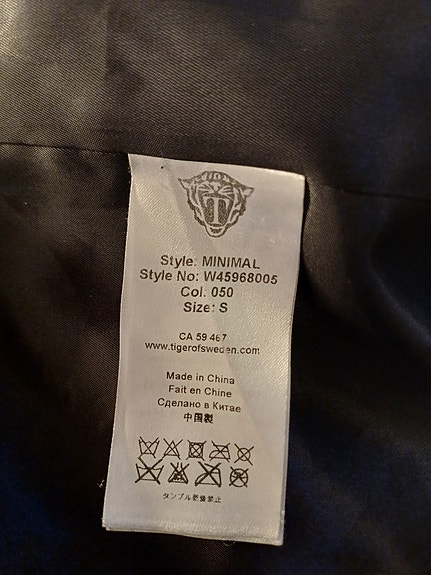 T
Style: MINIMAL
Style No: W45968005
Col: 050
Size: S
CA 59 467
www.tigerofsweden.com
Made in China
Fait en Chine
Сделано в Китае
中国製
タンブル乾燥禁止